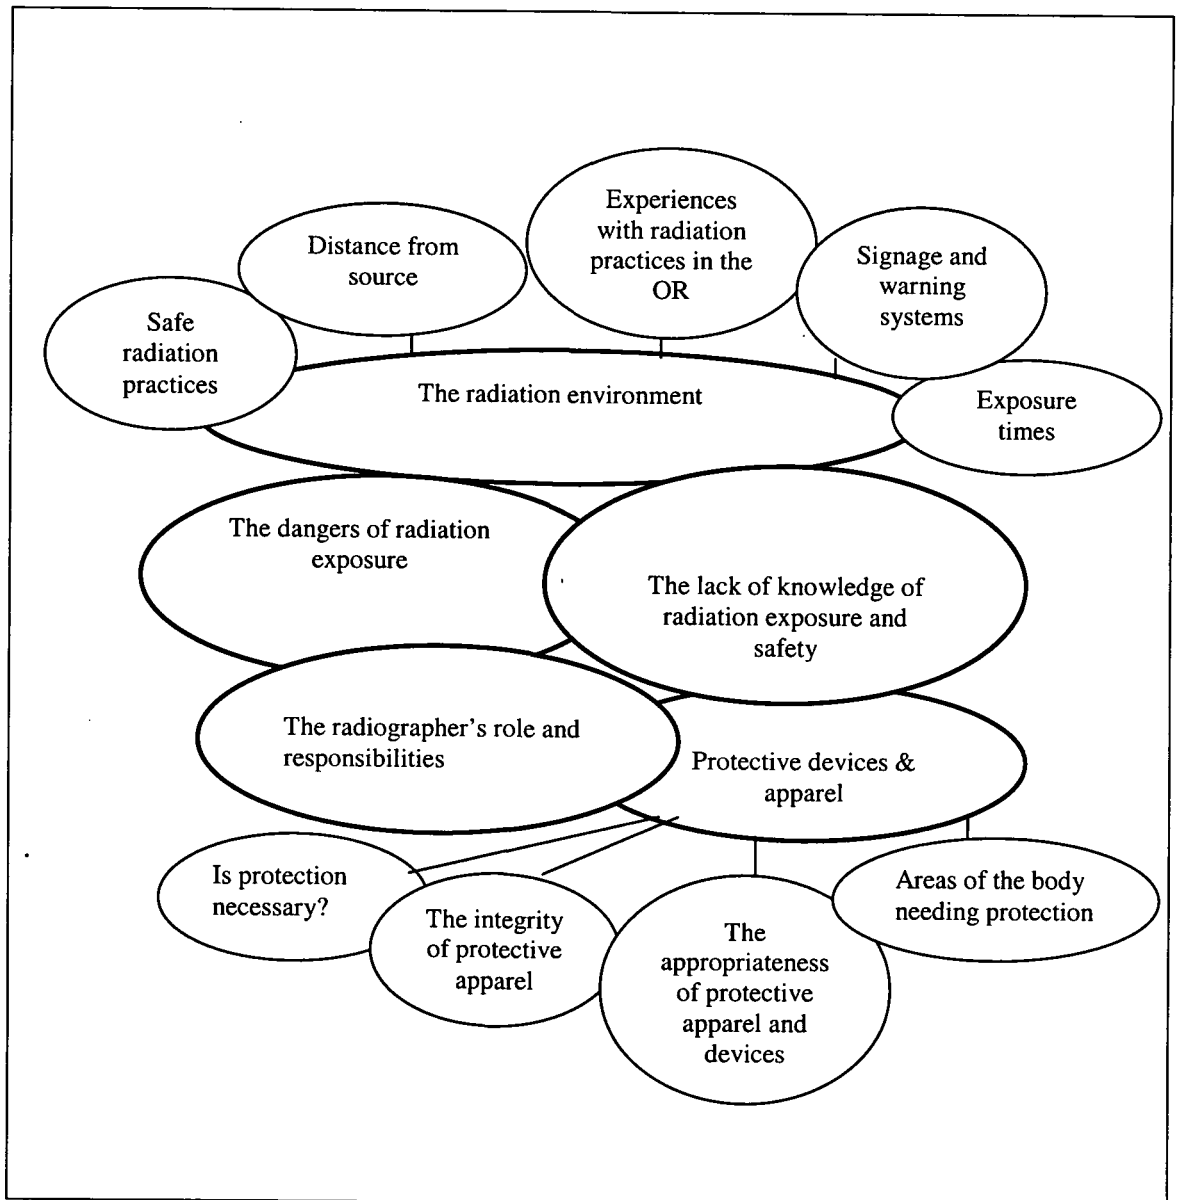 Experiences
with radiation
practices in the
OR
Distance from
source
Signage and
warning
systems
Safe
radiation
practices
The radiation environment
Exposure
times
The dangers of radiation
exposure
The lack of knowledge of
radiation exposure and
safety
The radiographer's role and
responsibilities
Protective devices &
apparel
Is protection
necessary?
The integrity
of protective
apparel
The
appropriateness
of protective
apparel and
devices
Areas of the body
needing protection